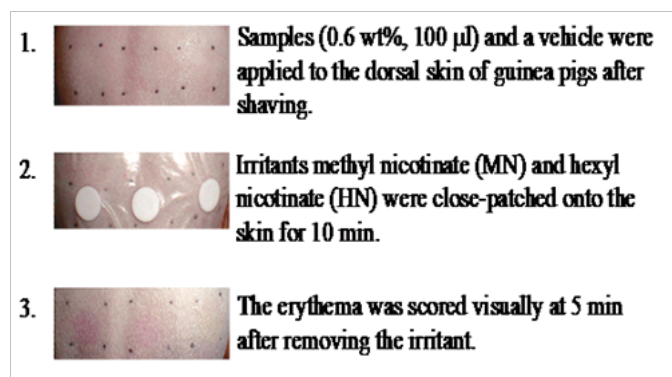 1. Samples (0.6 wt%, 100 µl) and a vehicle were
applied to the dorsal skin of guinea pigs after
shaving.
2. Irritants methyl nicotinate (MN) and hexyl
nicotinate (HN) were close-patched onto the
skin for 10 min.
3. The erythema was scored visually at 5 min
after removing the irritant.